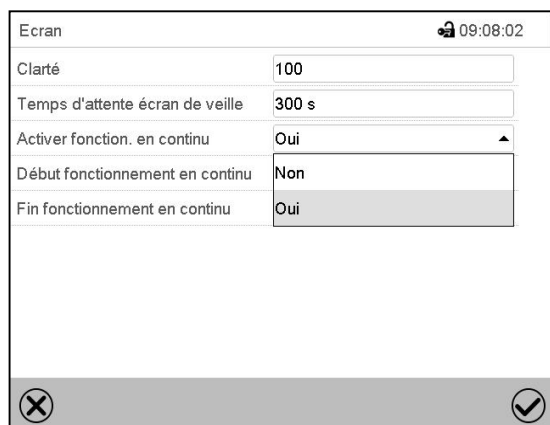 Ecran 09:08:02
Clarté 100
Temps d'attente écran de veille 300 s
Activer fonction. en continu Oui
Début fonctionnement en continu Non
Fin fonctionnement en continu Oui